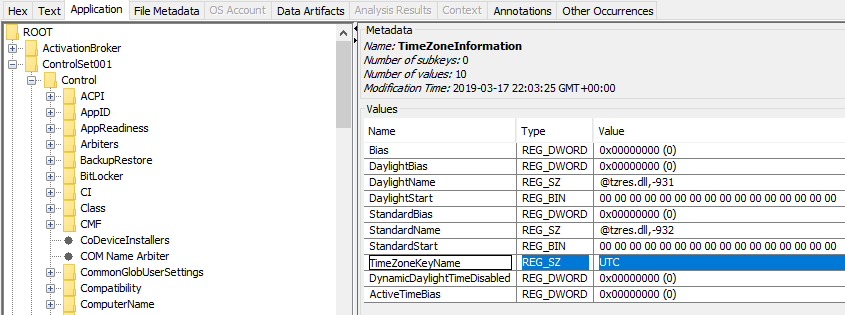 Hex Text Application File Metadata OS Account Data Artifacts Analysis Results Context Annotations Other Occurrences
ROOT
ActivationBroker
ControlSet001
Control
ACPI
AppID
AppReadiness
Arbiters
BackupRestore
BitLocker
CI
Class
CMF
CoDeviceInstallers
COM Name Arbiter
CommonGlobUserSettings
Compatibility
ComputerName
Metadata
Name: TimeZoneInformation
Number of subkeys: 0
Number of values: 10
Modification Time: 2019-03-17 22:03:25 GMT+00:00
Values
Name Type Value
Bias REG_DWORD 0x00000000 (0)
DaylightBias REG_DWORD 0x00000000 (0)
DaylightName REG_SZ @tzres.dll,-931
DaylightStart REG_BIN 00 00 00 00 00 00 00 00 00 00 00 00 00 00 00 00
StandardBias REG_DWORD 0x00000000 (0)
StandardName REG_SZ @tzres.dll,-932
StandardStart REG_BIN 00 00 00 00 00 00 00 00 00 00 00 00 00 00 00 00
TimeZoneKeyName REG_SZ UTC
DynamicDaylightTimeDisabled REG_DWORD 0x00000000 (0)
ActiveTimeBias REG_DWORD 0x00000000 (0)